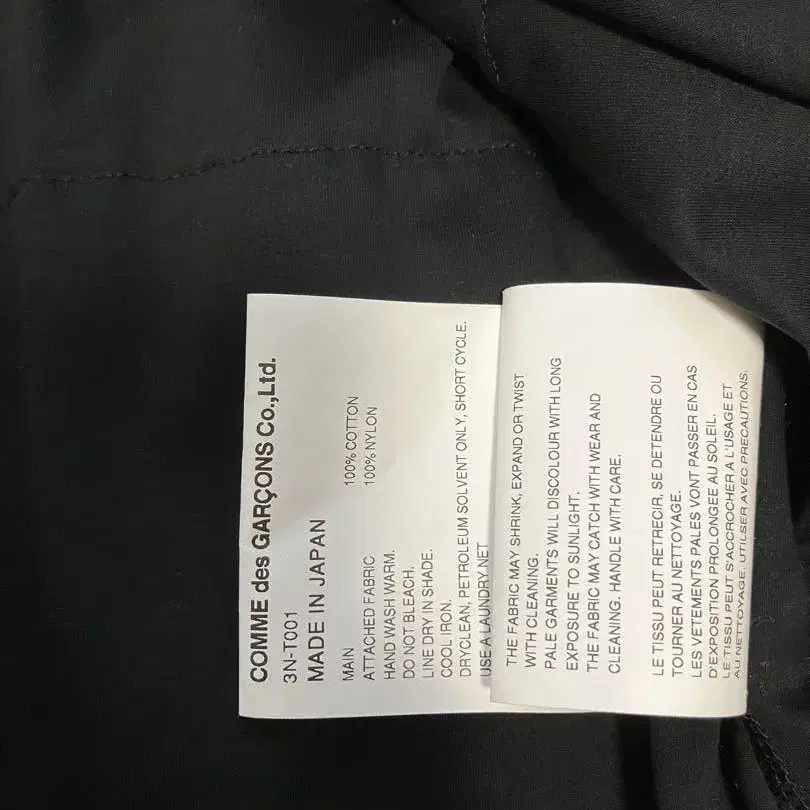 COMME des GARÇONS Co.,Ltd.
3N-T001
MADE IN JAPAN
MAIN 100% COTTON
ATTACHED FABRIC 100% NYLON
HAND WASH WARM.
DO NOT BLEACH.
LINE DRY IN SHADE.
COOL IRON.
DRYCLEAN, PETROLEUM SOLVENT ONLY, SHORT CYCLE.
USE A LAUNDRY NET
THE FABRIC MAY SHRINK, EXPAND OR TWIST
WITH CLEANING.
PALE GARMENTS WILL DISCOLOUR WITH LONG
EXPOSURE TO SUNLIGHT.
THE FABRIC MAY CATCH WITH WEAR AND
CLEANING. HANDLE WITH CARE.
LE TISSU PEUT RETRECIR, SE DETENDRE OU
TOURNER AU NETTOYAGE.
LES VETEMENTS PALES VONT PASSER EN CAS
D'EXPOSITION PROLONGEE AU SOLEIL.
LE TISSU PEUT S'ACCROCHER A L'USAGE ET
AU NETTOYAGE. UTILSER AVEC PRECAUTIONS.